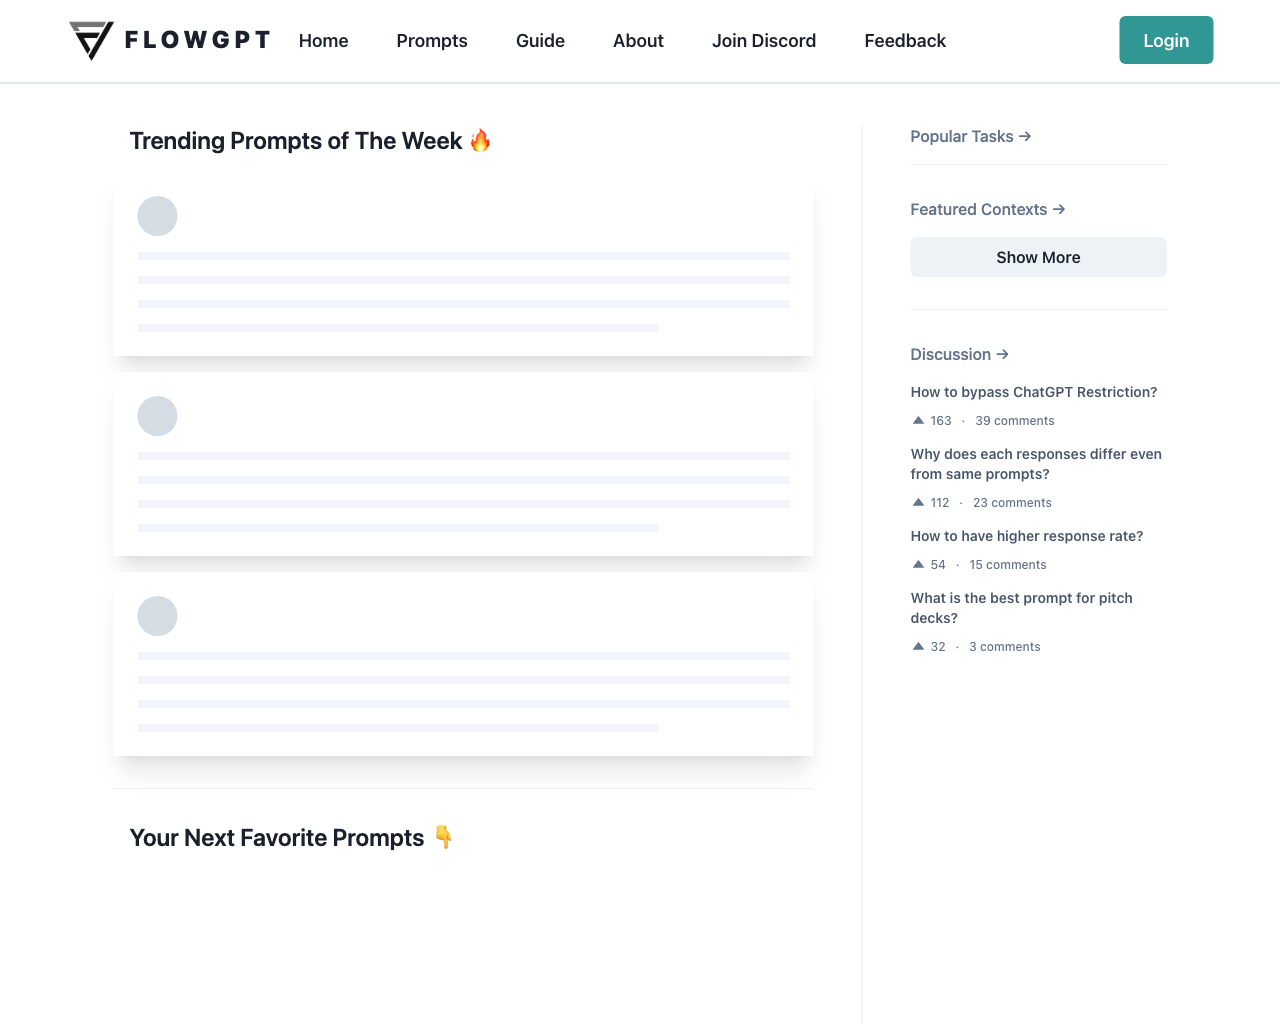 FLOWGPT
Home
Prompts
Guide
About
Join Discord
Feedback
Login
Trending Prompts of The Week 🔥
Your Next Favorite Prompts 👇
Popular Tasks →
Featured Contexts →
Show More
Discussion →
How to bypass ChatGPT Restriction?
163 · 39 comments
Why does each responses differ even
from same prompts?
112 · 23 comments
How to have higher response rate?
54 · 15 comments
What is the best prompt for pitch
decks?
32 · 3 comments